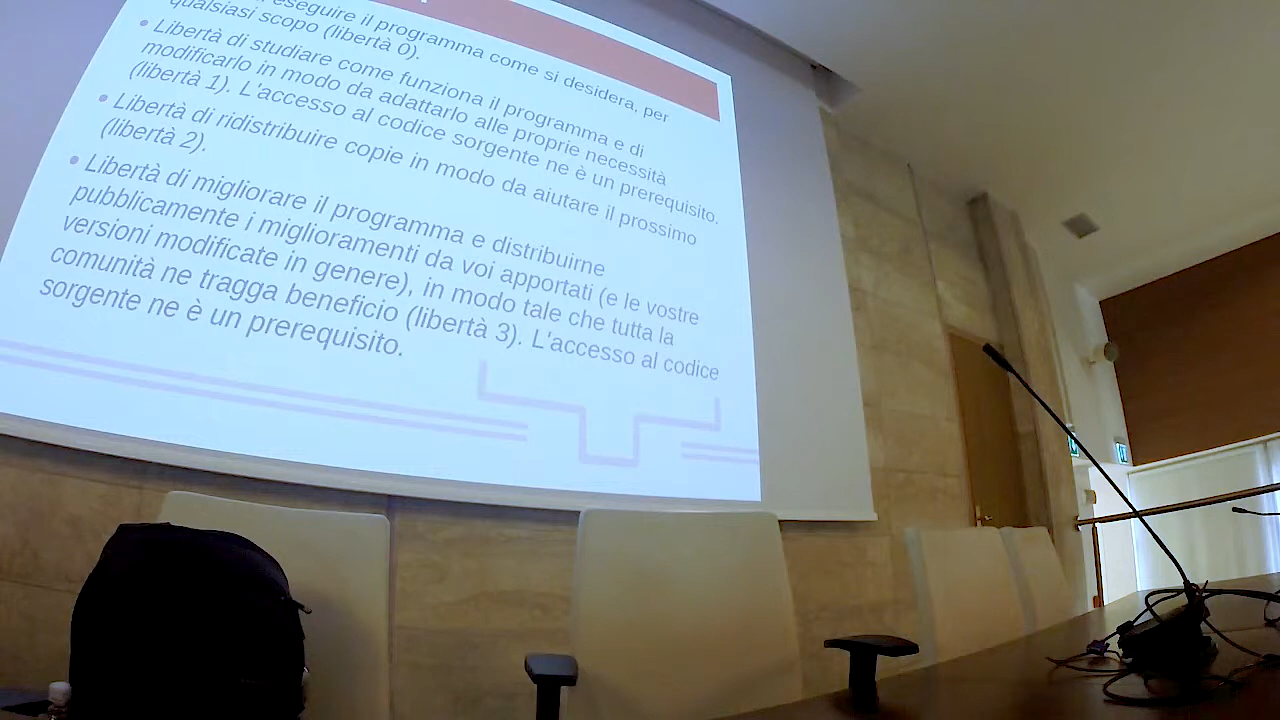 eseguire il programma come si desidera, per
qualsiasi scopo (libertà 0).
• Libertà di studiare come funziona il programma e di
modificarlo in modo da adattarlo alle proprie necessità
(libertà 1). L'accesso al codice sorgente ne è un prerequisito.
• Libertà di ridistribuire copie in modo da aiutare il prossimo
(libertà 2).
• Libertà di migliorare il programma e distribuirne
pubblicamente i miglioramenti da voi apportati (e le vostre
versioni modificate in genere), in modo tale che tutta la
comunità ne tragga beneficio (libertà 3). L'accesso al codice
sorgente ne è un prerequisito.